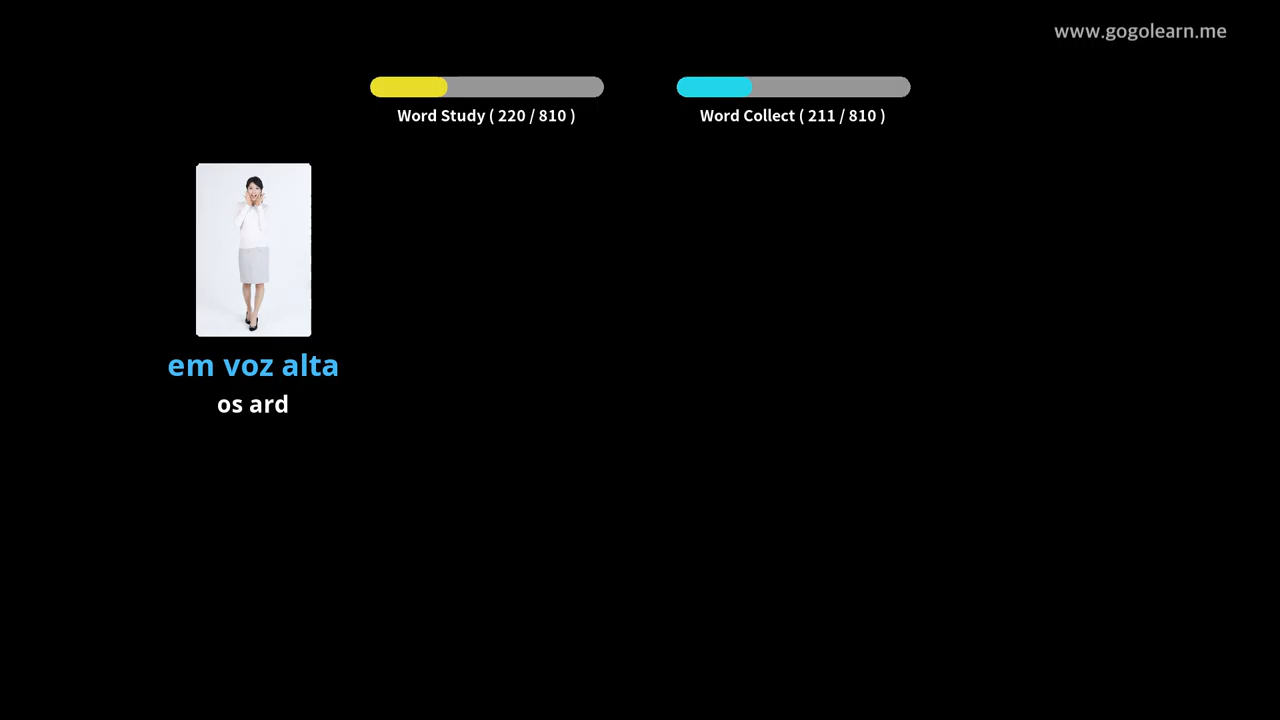 www.gogolearn.me
Word Study ( 220 / 810 )
Word Collect ( 211 / 810 )
em voz alta
os ard